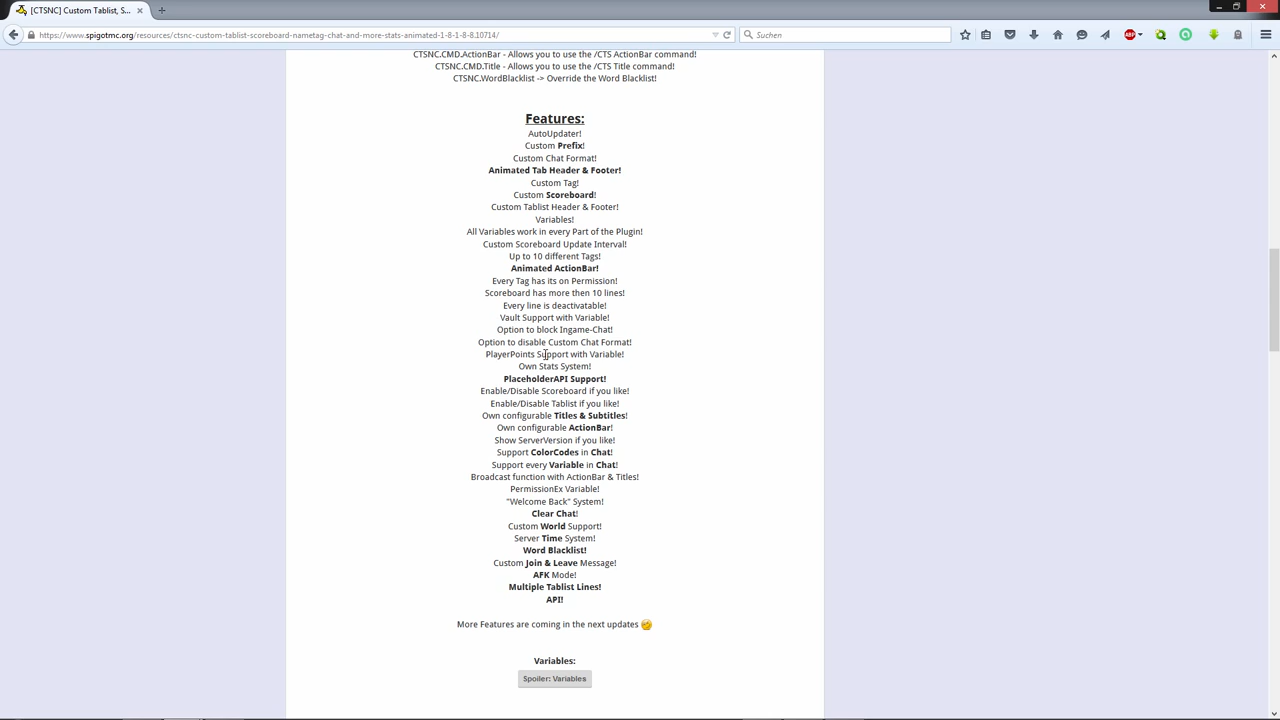 [CTSNC] Custom Tablist, S...
https://www.spigotmc.org/resources/ctsnc-custom-tablist-scoreboard-nametag-chat-and-more-stats-animated-1-8-1-8-8.10714/
Suchen
ABP
CTSNC.CMD.ActionBar - Allows you to use the /CTS ActionBar command!
CTSNC.CMD.Title - Allows you to use the /CTS Title command!
CTSNC.WordBlacklist -> Override the Word Blacklist!
Features:
AutoUpdater!
Custom Prefix!
Custom Chat Format!
Animated Tab Header & Footer!
Custom Tag!
Custom Scoreboard!
Custom Tablist Header & Footer!
Variables!
All Variables work in every Part of the Plugin!
Custom Scoreboard Update Interval!
Up to 10 different Tags!
Animated ActionBar!
Every Tag has its on Permission!
Scoreboard has more then 10 lines!
Every line is deactivatable!
Vault Support with Variable!
Option to block Ingame-Chat!
Option to disable Custom Chat Format!
PlayerPoints Support with Variable!
Own Stats System!
PlaceholderAPI Support!
Enable/Disable Scoreboard if you like!
Enable/Disable Tablist if you like!
Own configurable Titles & Subtitles!
Own configurable ActionBar!
Show ServerVersion if you like!
Support ColorCodes in Chat!
Support every Variable in Chat!
Broadcast function with ActionBar & Titles!
PermissionEx Variable!
"Welcome Back" System!
Clear Chat!
Custom World Support!
Server Time System!
Word Blacklist!
Custom Join & Leave Message!
AFK Mode!
Multiple Tablist Lines!
API!
More Features are coming in the next updates
Variables:
Spoiler: Variables